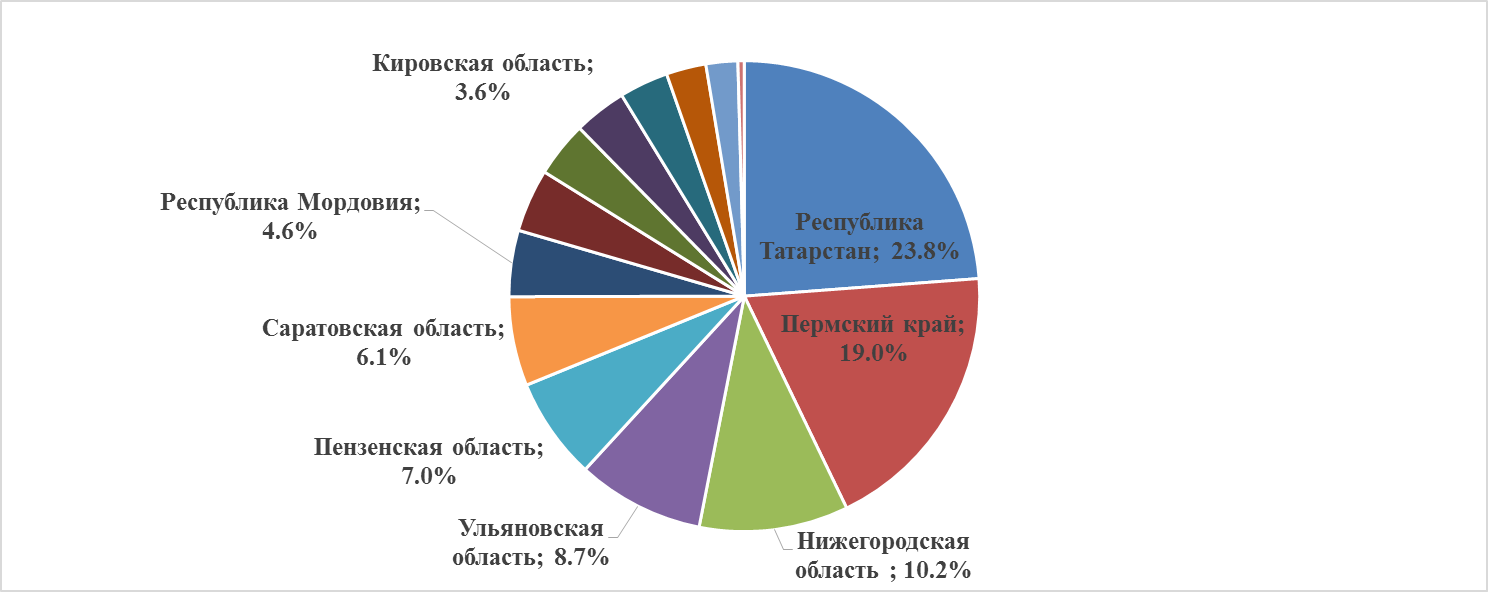 Кировская область;
3.6%
Республика Мордовия;
4.6%
Саратовская область;
6.1%
Пензенская область;
7.0%
Ульяновская
область; 8.7%
Нижегородская
область ; 10.2%
Пермский край;
19.0%
Республика
Татарстан; 23.8%